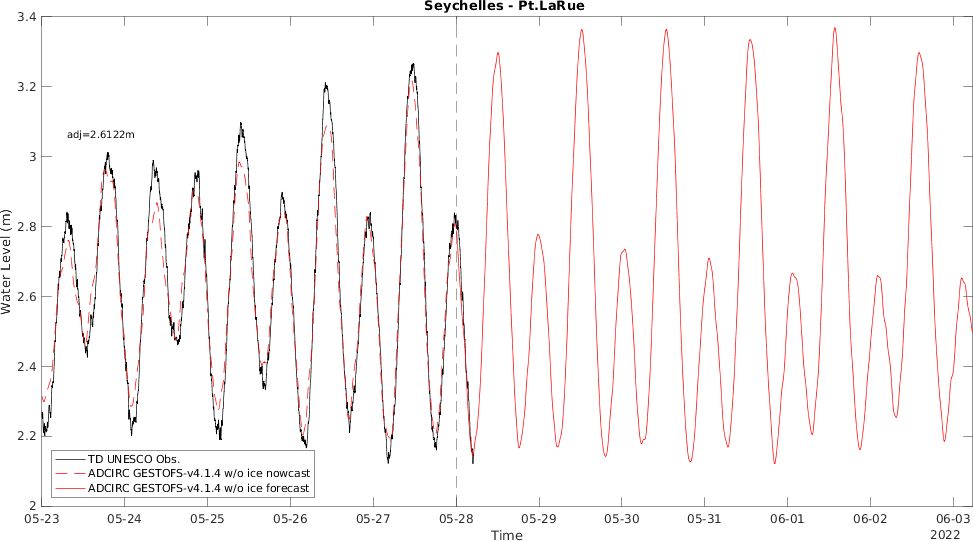 Seychelles - Pt.LaRue
3.4
3.2
3
2.8
2.6
2.4
2.2
2
Water Level (m)
adj=2.6122m
TD UNESCO Obs.
ADCIRC GESTOFS-v4.1.4 w/o ice nowcast
ADCIRC GESTOFS-v4.1.4 w/o ice forecast
05-23 05-24 05-25 05-26 05-27 05-28 05-29 05-30 05-31 06-01 06-02 06-03
Time
2022